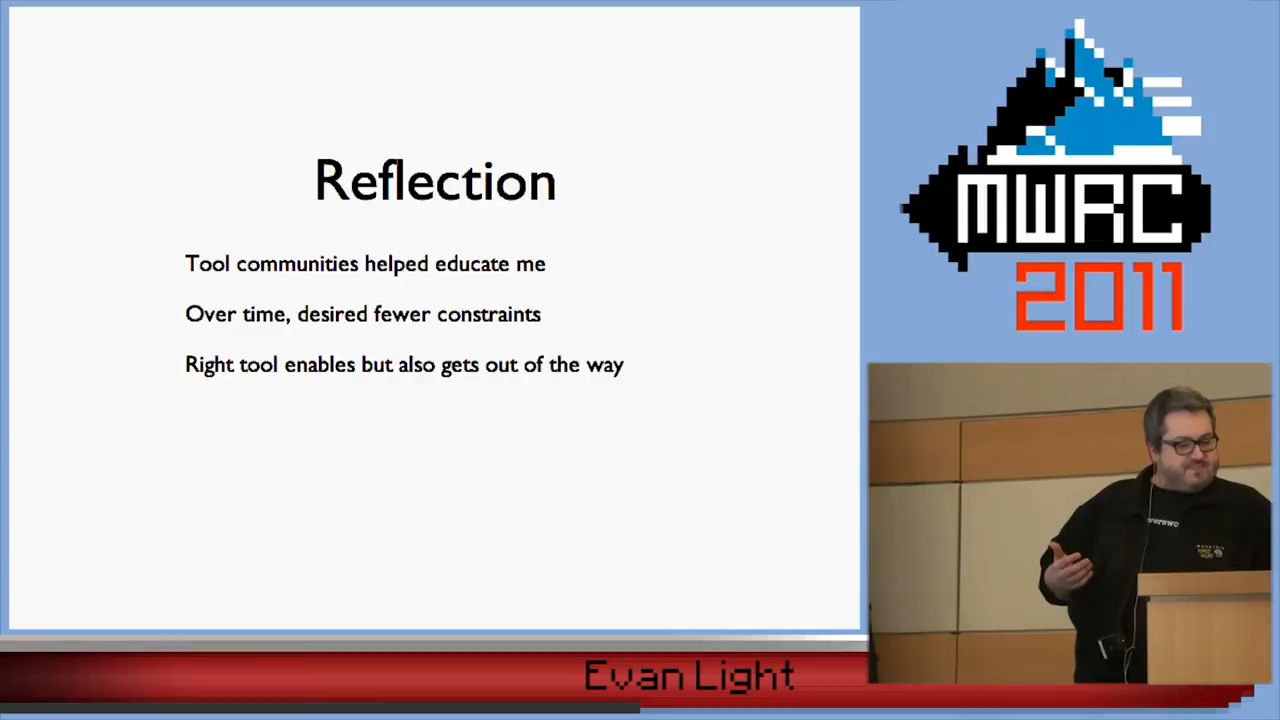 Reflection
Tool communities helped educate me
Over time, desired fewer constraints
Right tool enables but also gets out of the way
MWRC
2011
Evan Light